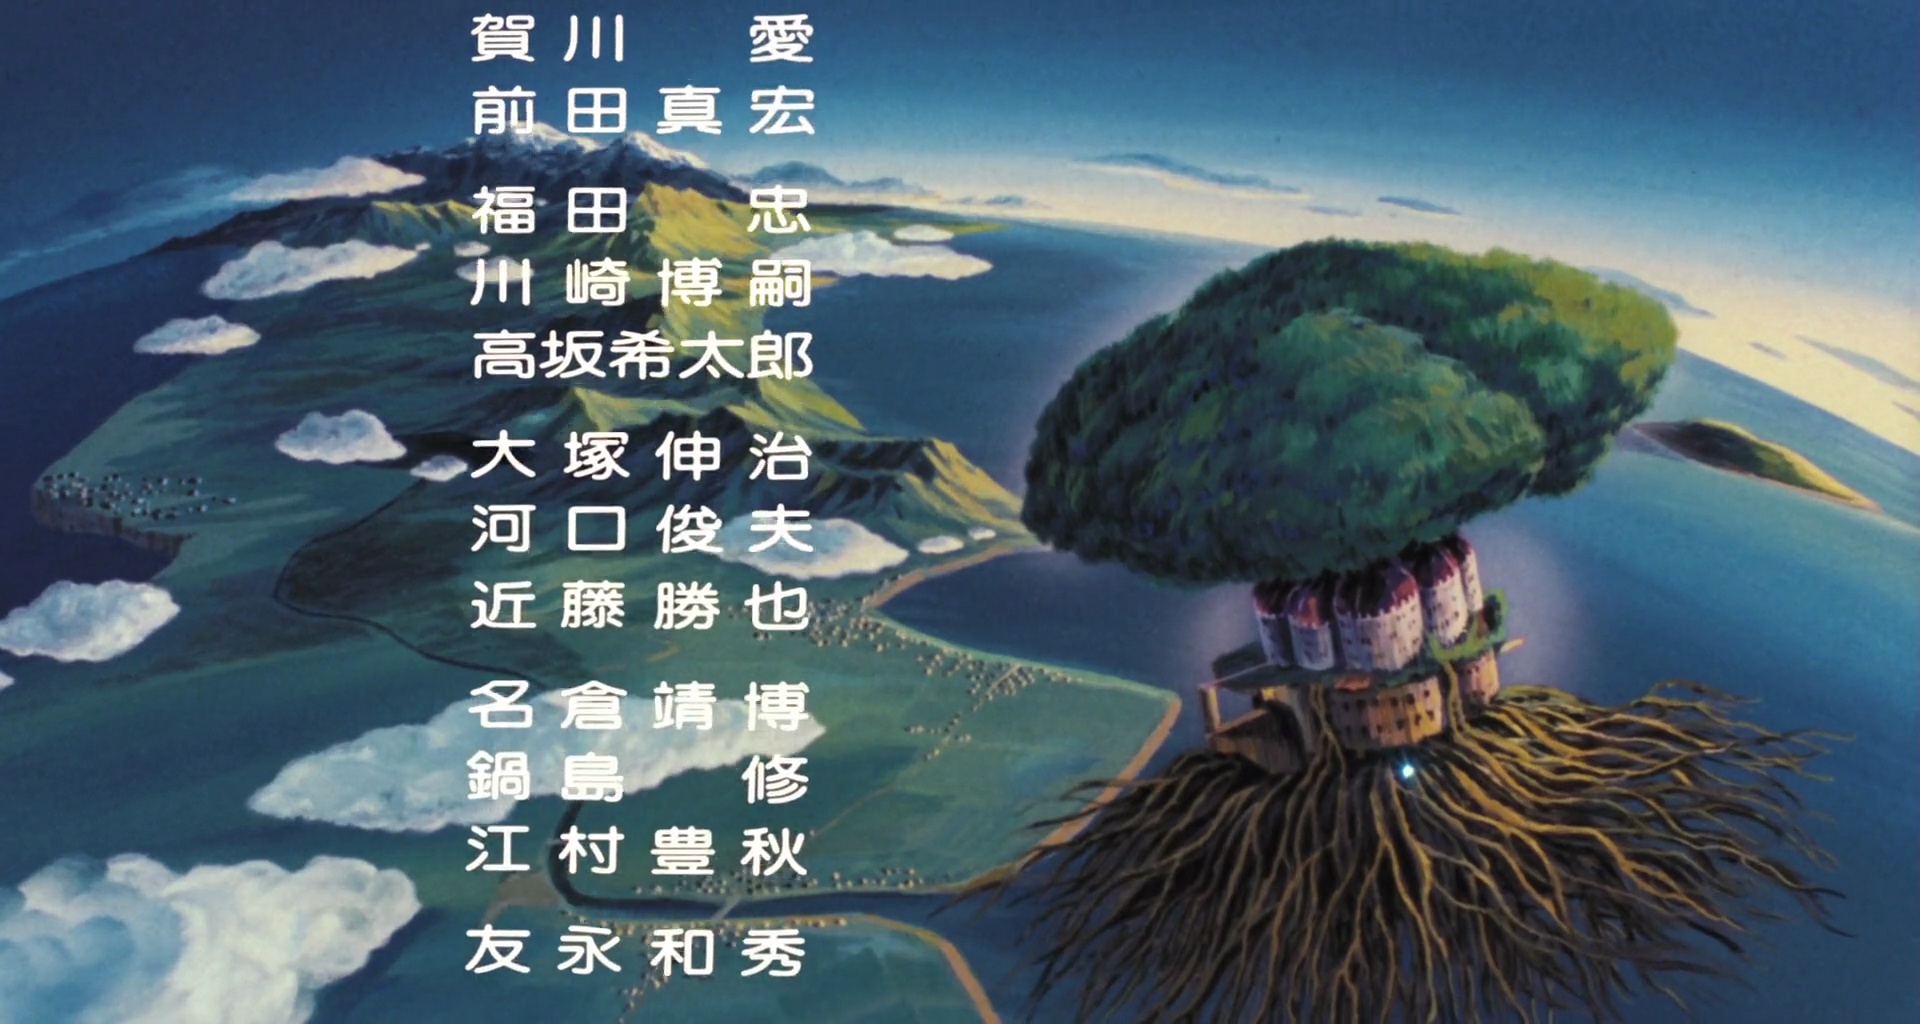 賀川 愛
前田真宏
福田 忠
川崎博嗣
高坂希太郎
大塚伸治
河口俊夫
近藤勝也
名倉靖博
鍋島 修
江村豊秋
友永和秀